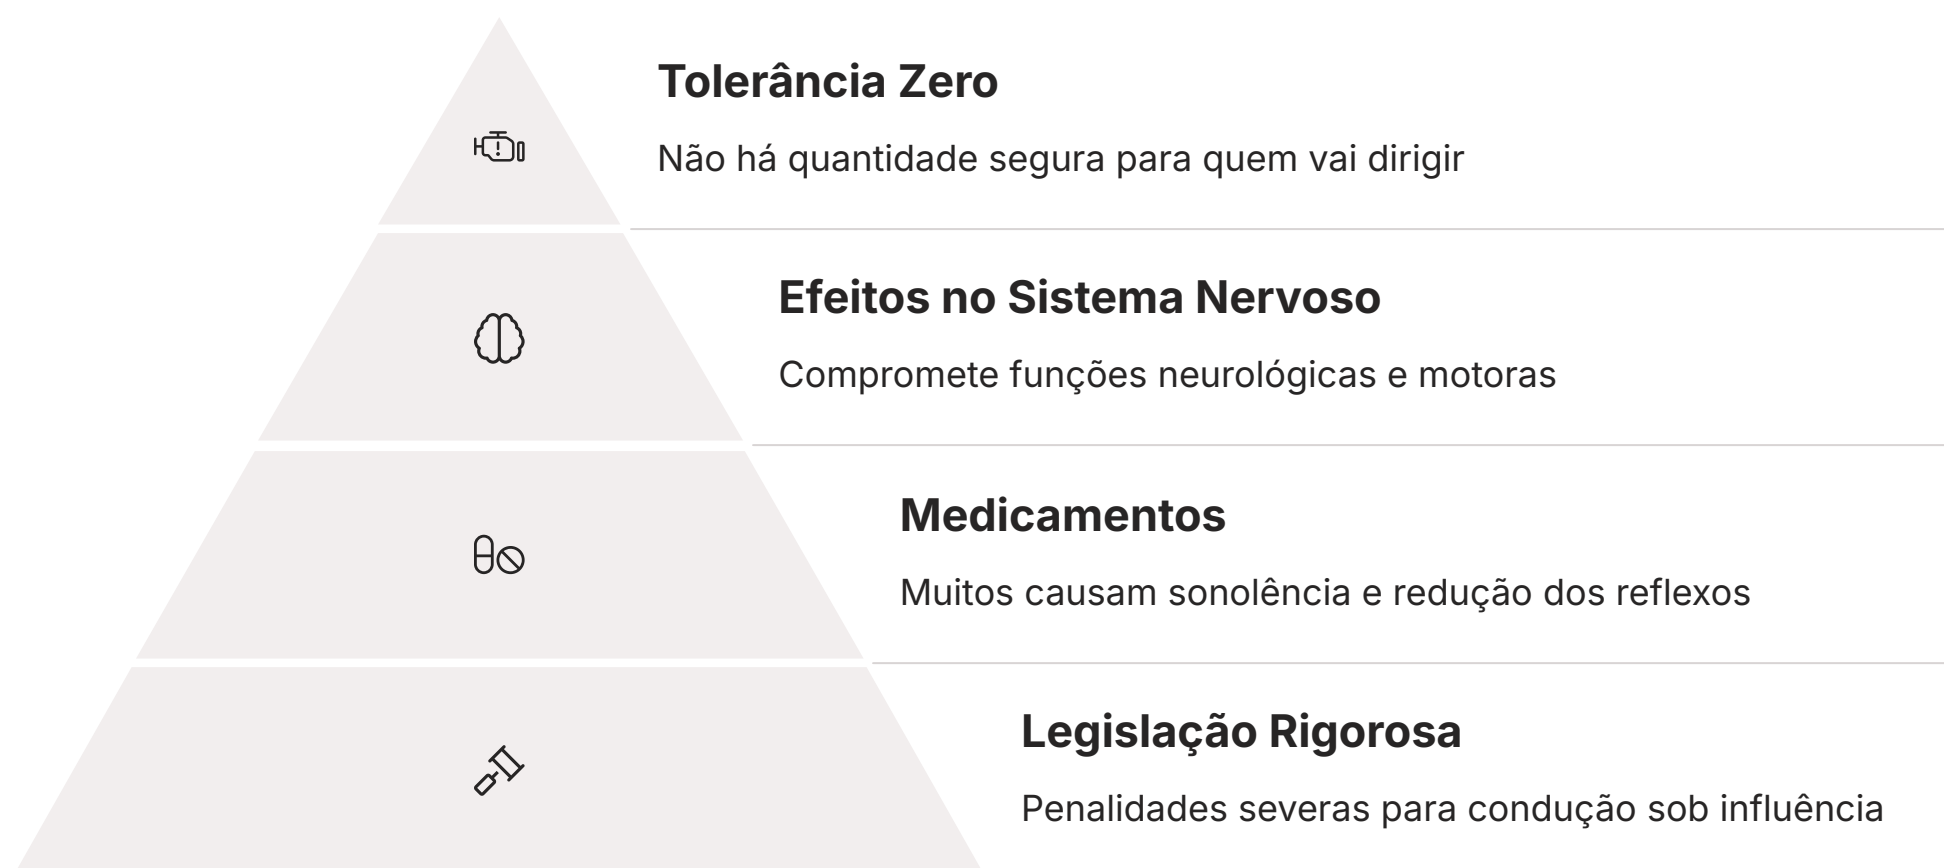 Tolerância Zero
Não há quantidade segura para quem vai dirigir
Efeitos no Sistema Nervoso
Compromete funções neurológicas e motoras
Medicamentos
Muitos causam sonolência e redução dos reflexos
Legislação Rigorosa
Penalidades severas para condução sob influência